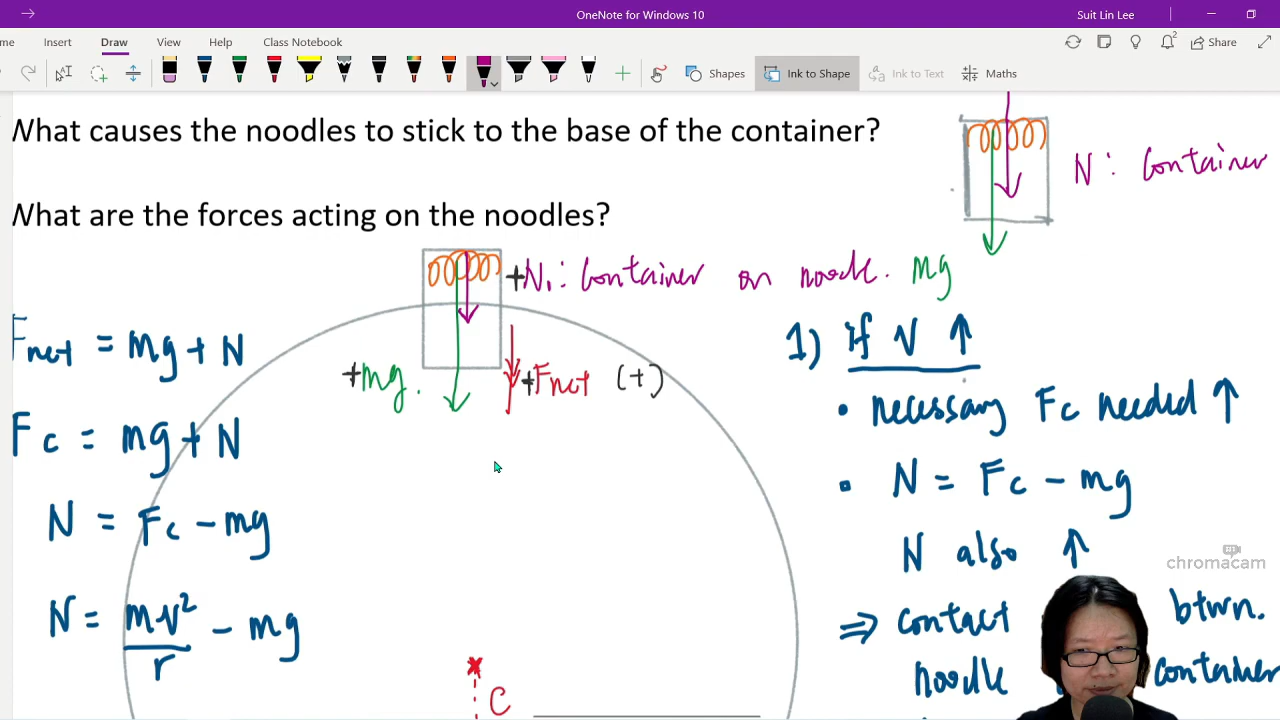 OneNote for Windows 10
Suit Lin Lee
me Insert Draw View Help Class Notebook
Share
Shapes Ink to Shape Ink to Text Maths
What causes the noodles to stick to the base of the container?
N: Container
What are the forces acting on the noodles?
+N, : Container on noodle. mg
Fnet = mg + N
+mg.
+Fnet (+)
1) If V ↑
• necessary Fc needed ↑
Fc = mg + N
• N = Fc - mg
N = Fc - mg
N also ↑
chromacam
N = mv²/r - mg
⇒ contact btwn.
noodle container
C